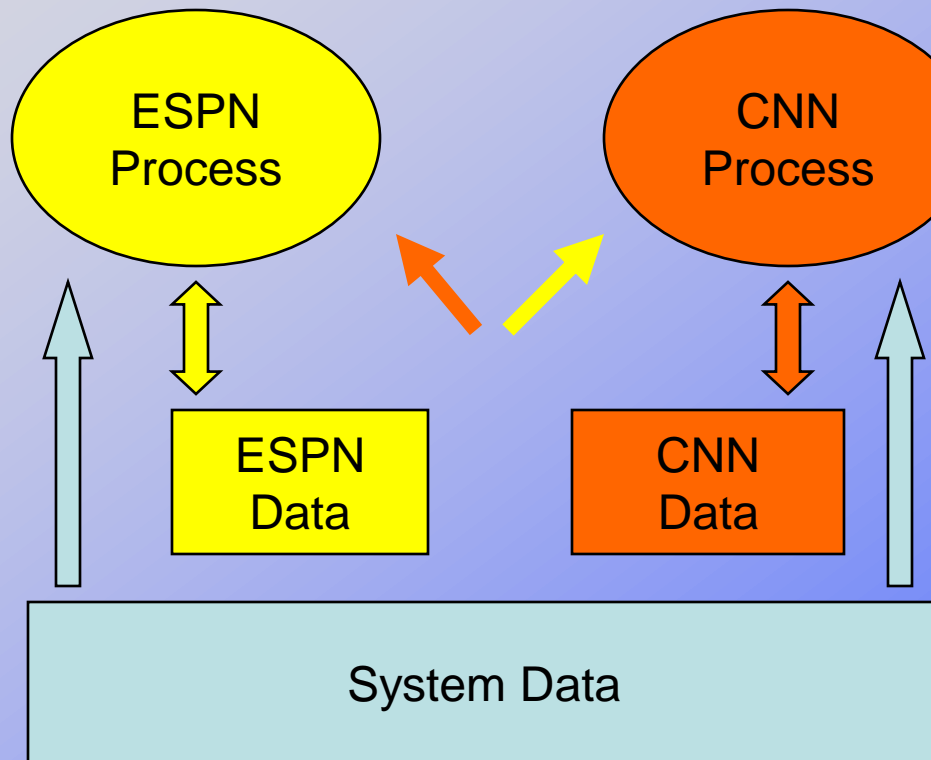 ESPN
Process
CNN
Process
ESPN
Data
CNN
Data
System Data